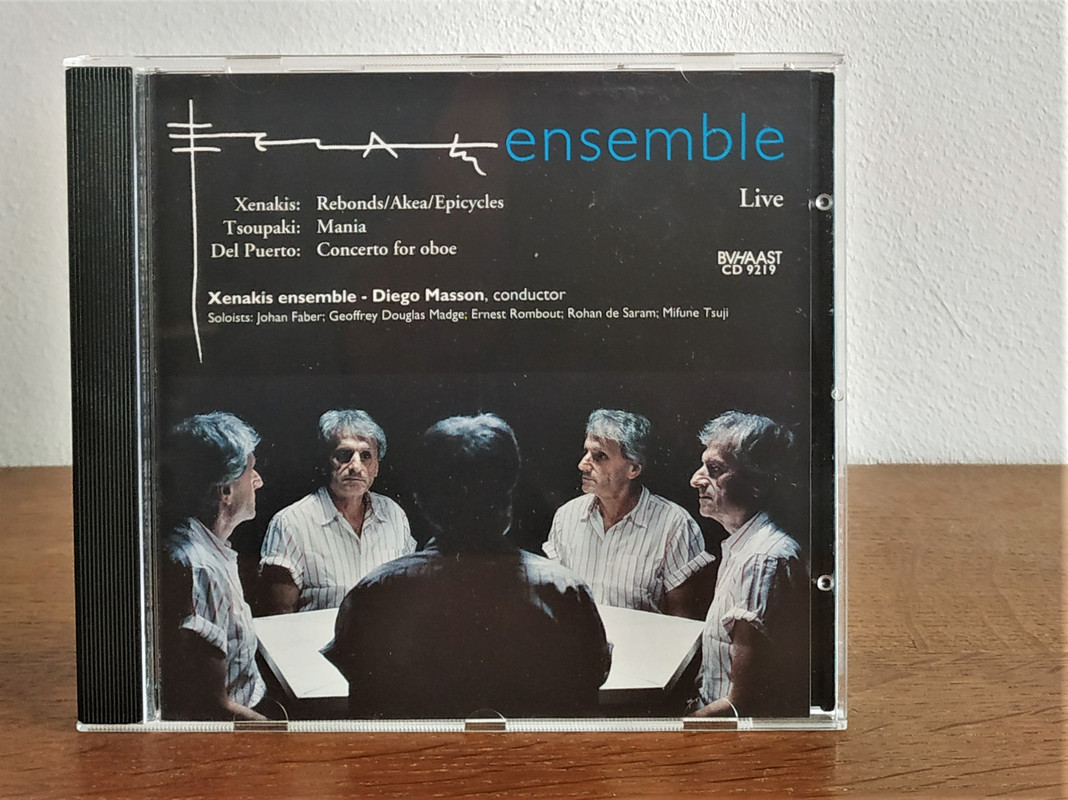 Xenakis ensemble
Xenakis: Rebonds/Akea/Epicycles
Tsoupaki: Mania
Del Puerto: Concerto for oboe
Live
BVHAAST
CD 9219
Xenakis ensemble - Diego Masson, conductor
Soloists: Johan Faber; Geoffrey Douglas Madge; Ernest Rombout; Rohan de Saram; Mifune Tsuji